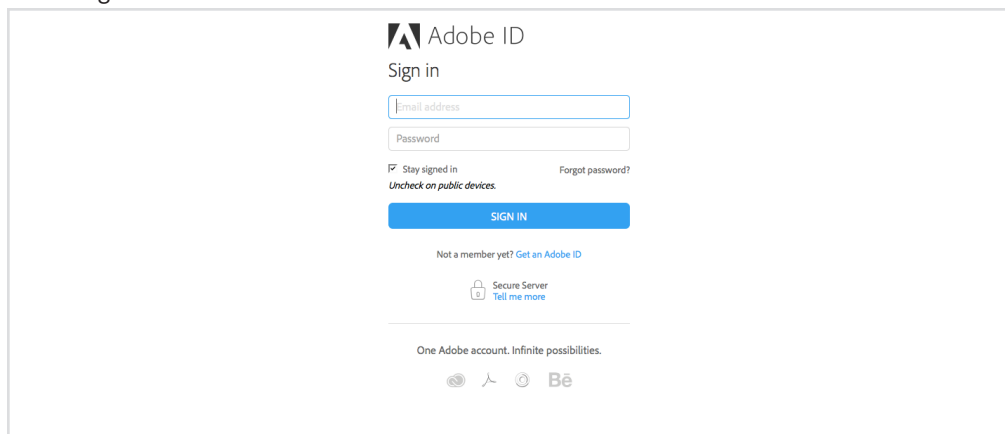 Adobe ID
Sign in
Email address
Password
Stay signed in Forgot password?
Uncheck on public devices.
SIGN IN
Not a member yet? Get an Adobe ID
Secure Server
Tell me more
One Adobe account. Infinite possibilities.
Bē